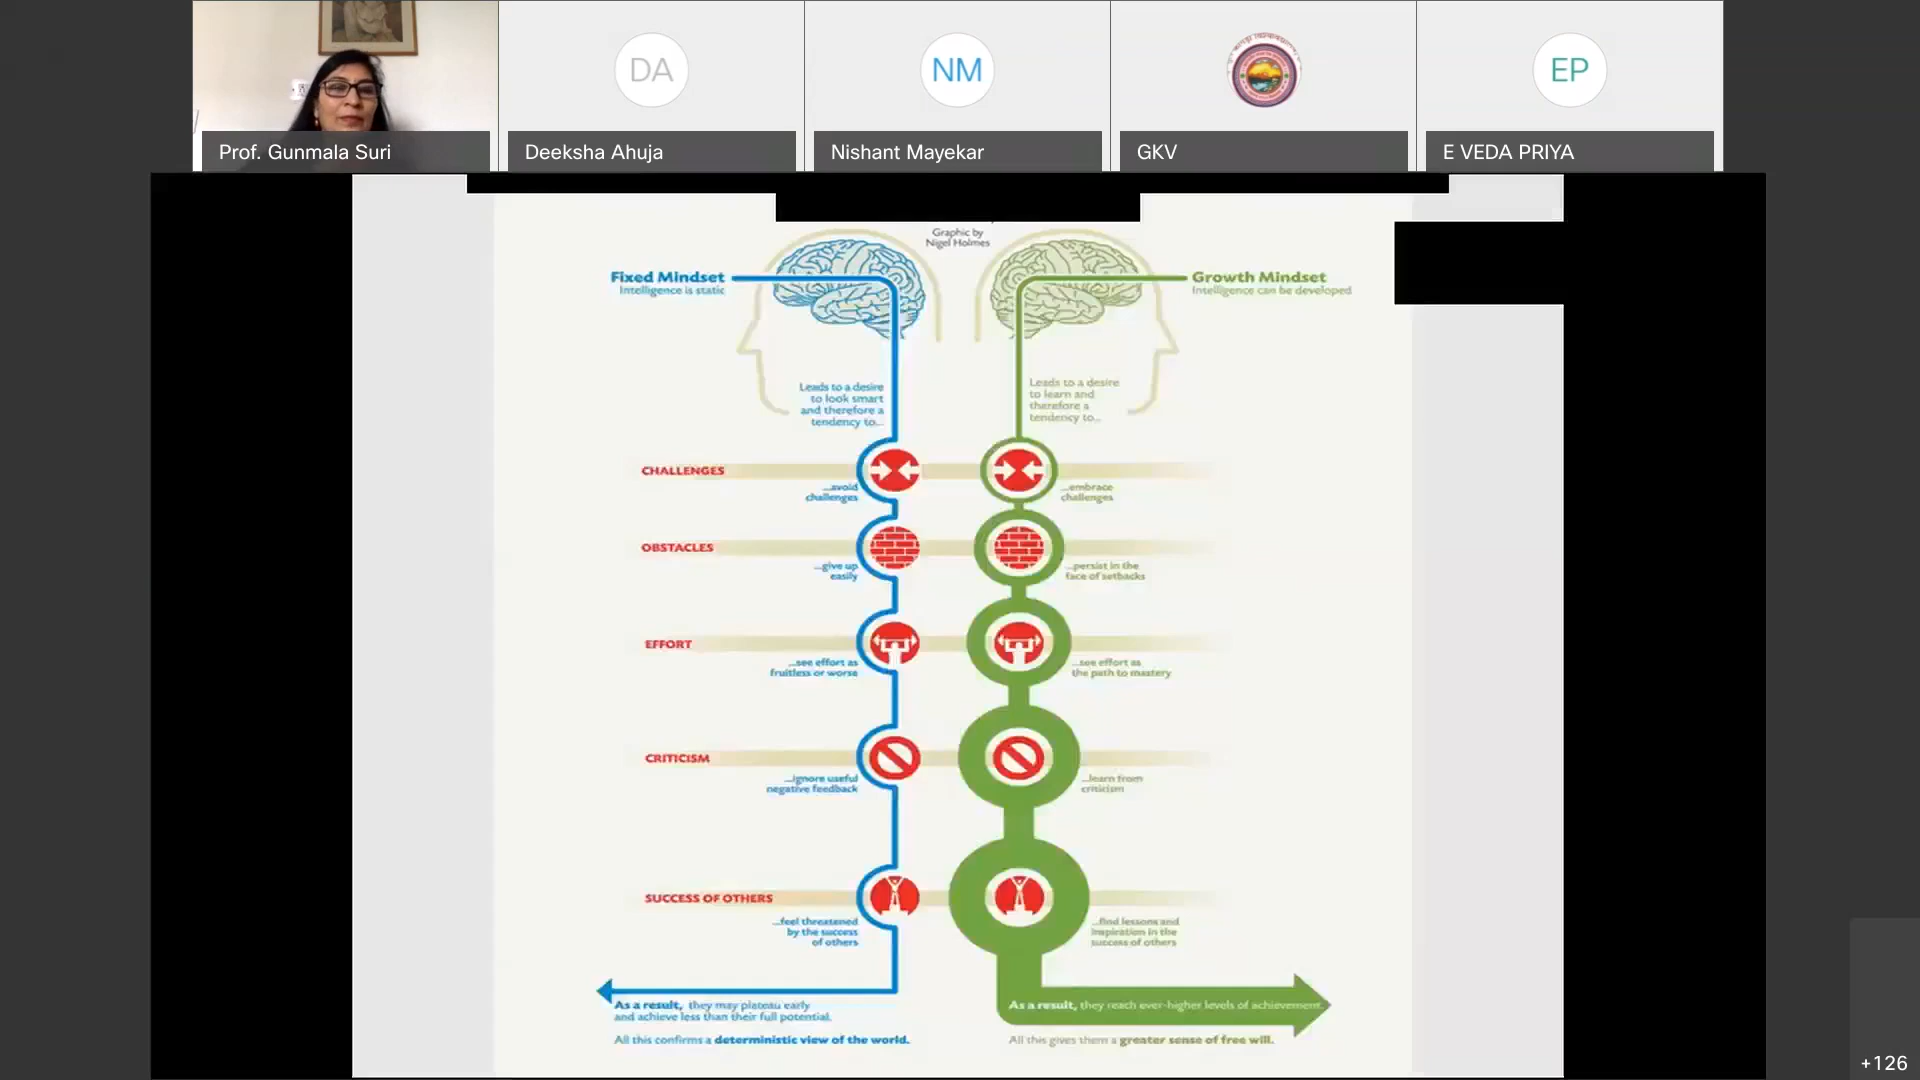 DA
NM
EP
Prof. Gunmala Suri
Deeksha Ahuja
Nishant Mayekar
GKV
E VEDA PRIYA
Graphic by
Nigel Holmes
Fixed Mindset
Intelligence is static
Growth Mindset
Intelligence can be developed
Leads to a desire
to look smart
and therefore a
tendency to...
Leads to a desire
to learn and
therefore a
tendency to...
CHALLENGES
...avoid
challenges
...embrace
challenges
OBSTACLES
...give up
easily
...persist in the
face of setbacks
EFFORT
...see effort as
fruitless or worse
...see effort as
the path to mastery
CRITICISM
...ignore useful
negative feedback
...learn from
criticism
SUCCESS OF OTHERS
...feel threatened
by the success
of others
...find lessons and
inspiration in the
success of others
As a result, they may plateau early
and achieve less than their full potential.
All this confirms a deterministic view of the world.
As a result, they reach ever-higher levels of achievement.
All this gives them a greater sense of free will.
+126